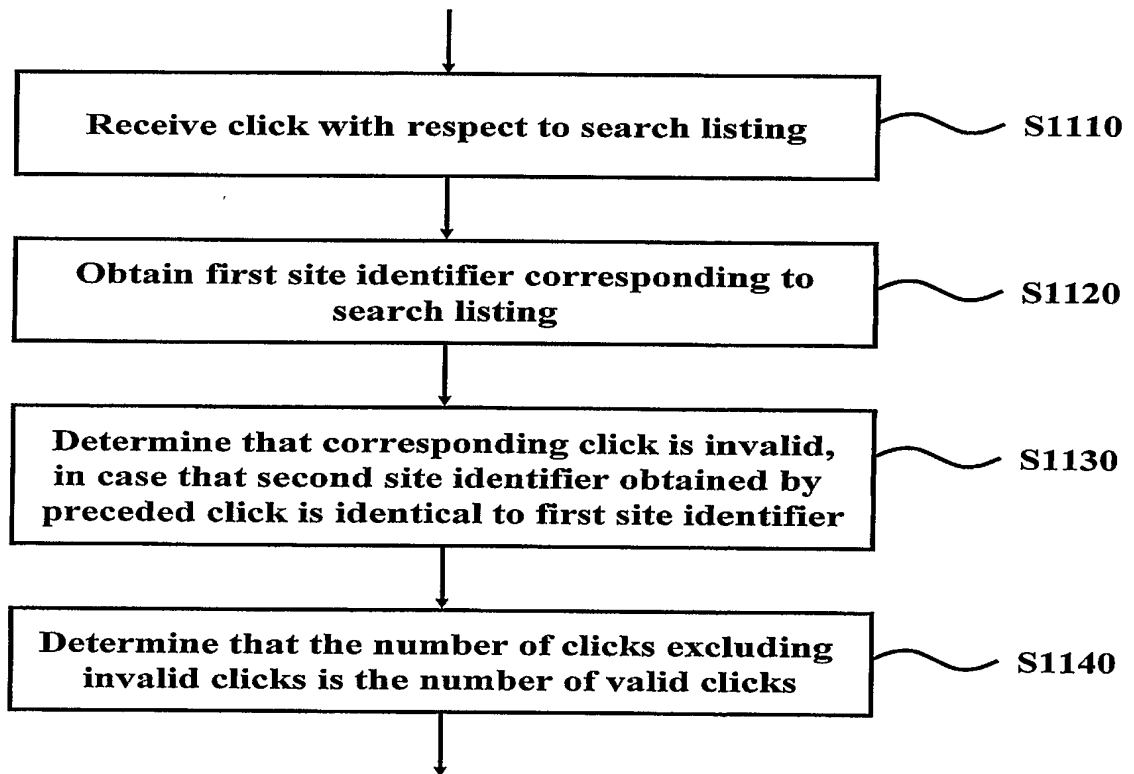 Receive click with respect to search listing
S1110
Obtain first site identifier corresponding to
search listing
S1120
Determine that corresponding click is invalid,
in case that second site identifier obtained by
preceded click is identical to first site identifier
S1130
Determine that the number of clicks excluding
invalid clicks is the number of valid clicks
S1140